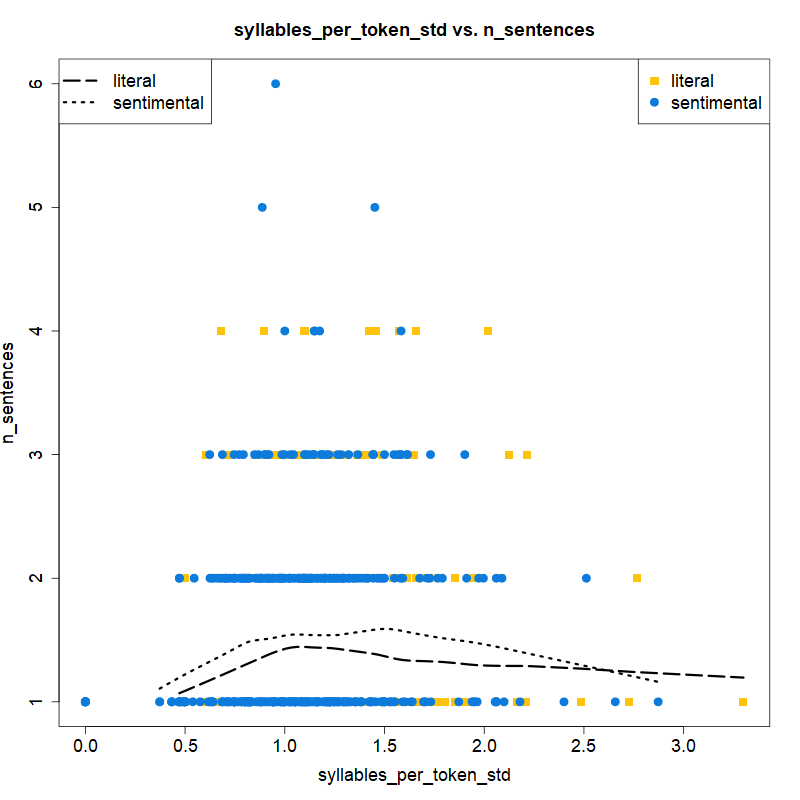 syllables_per_token_std vs. n_sentences
literal
sentimental
literal
sentimental
n_sentences
6
5
4
3
2
1
0.0 0.5 1.0 1.5 2.0 2.5 3.0
syllables_per_token_std